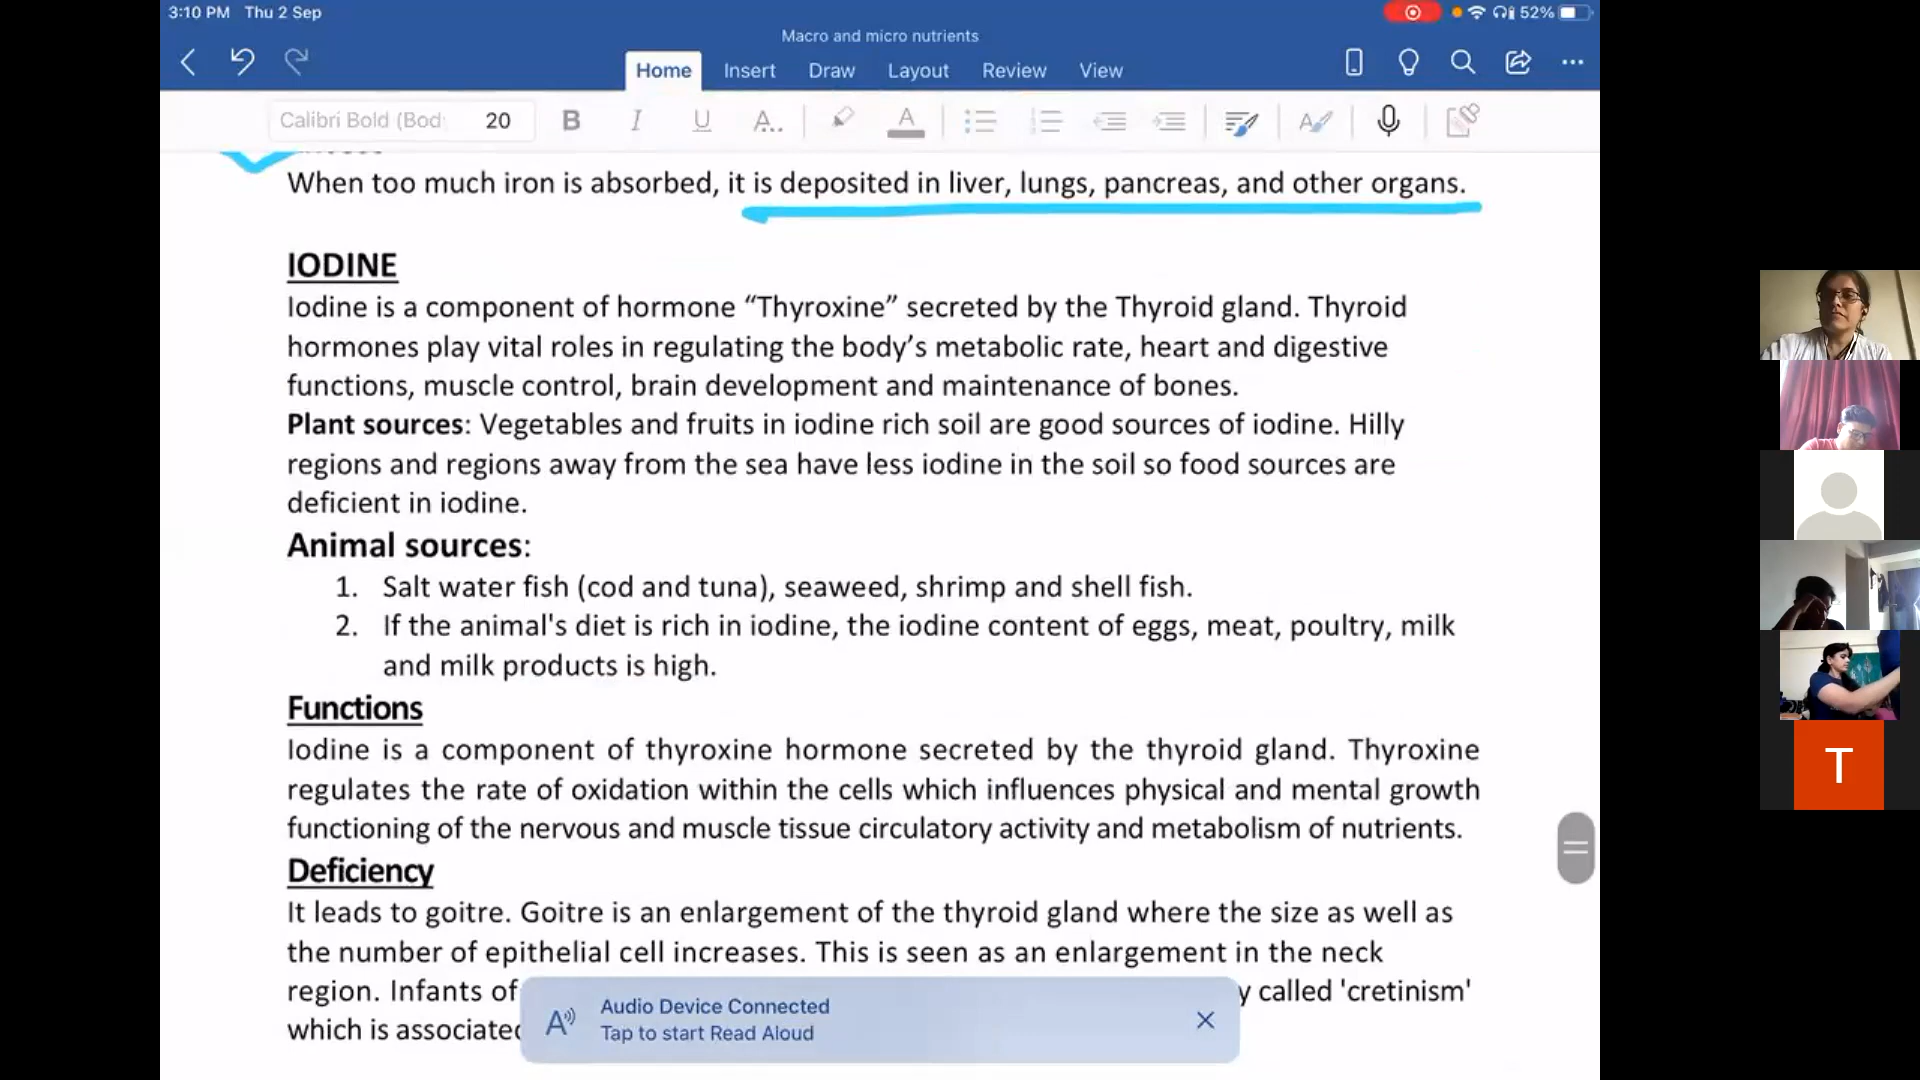 3:10 PM Thu 2 Sep
52%
Macro and micro nutrients
Home Insert Draw Layout Review View
Calibri Bold (Bod 20 B I U A.. A A
When too much iron is absorbed, it is deposited in liver, lungs, pancreas, and other organs.
IODINE
Iodine is a component of hormone “Thyroxine” secreted by the Thyroid gland. Thyroid
hormones play vital roles in regulating the body’s metabolic rate, heart and digestive
functions, muscle control, brain development and maintenance of bones.
Plant sources: Vegetables and fruits in iodine rich soil are good sources of iodine. Hilly
regions and regions away from the sea have less iodine in the soil so food sources are
deficient in iodine.
Animal sources:
1. Salt water fish (cod and tuna), seaweed, shrimp and shell fish.
2. If the animal's diet is rich in iodine, the iodine content of eggs, meat, poultry, milk
and milk products is high.
Functions
Iodine is a component of thyroxine hormone secreted by the thyroid gland. Thyroxine
regulates the rate of oxidation within the cells which influences physical and mental growth
functioning of the nervous and muscle tissue circulatory activity and metabolism of nutrients.
Deficiency
It leads to goitre. Goitre is an enlargement of the thyroid gland where the size as well as
the number of epithelial cell increases. This is seen as an enlargement in the neck
region. Infants of y called 'cretinism'
which is associated
Audio Device Connected
Tap to start Read Aloud
T